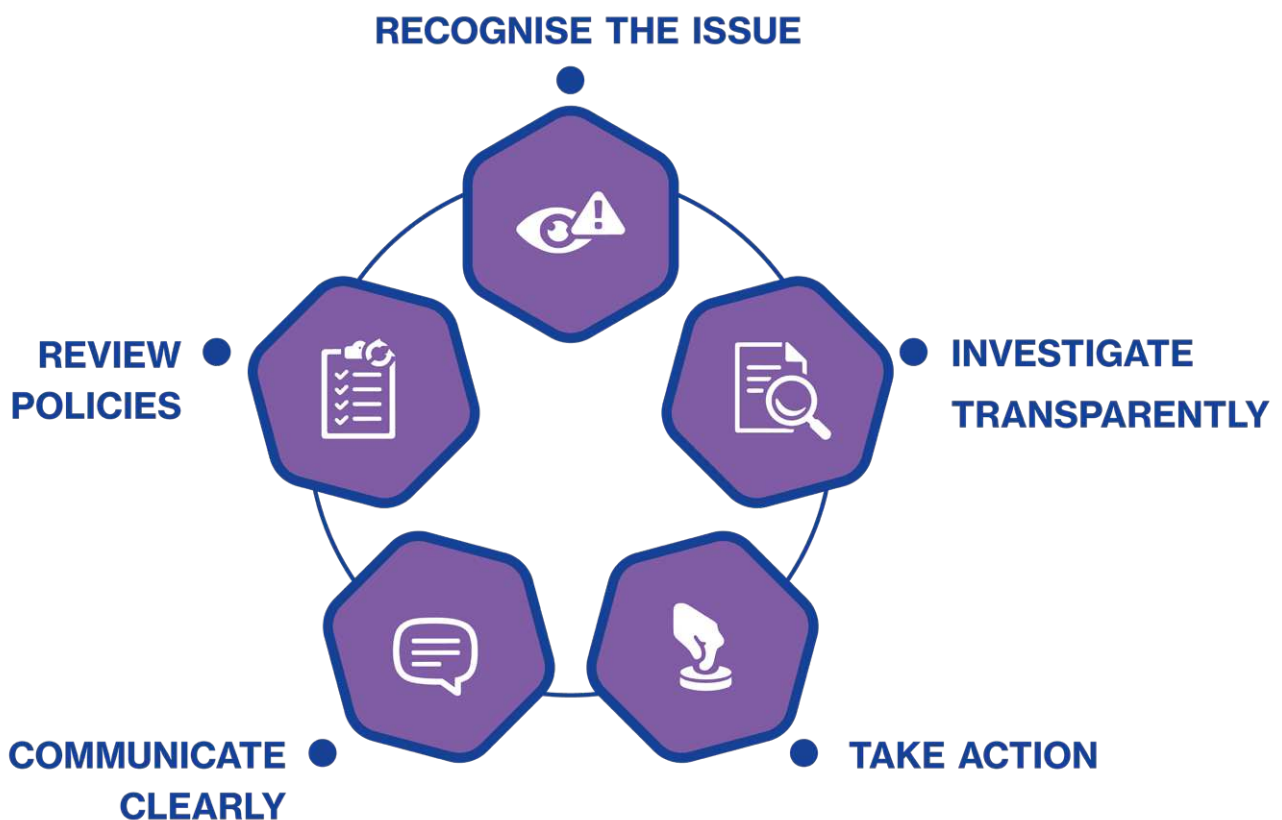 RECOGNISE THE ISSUE
INVESTIGATE
TRANSPARENTLY
TAKE ACTION
COMMUNICATE
CLEARLY
REVIEW
POLICIES